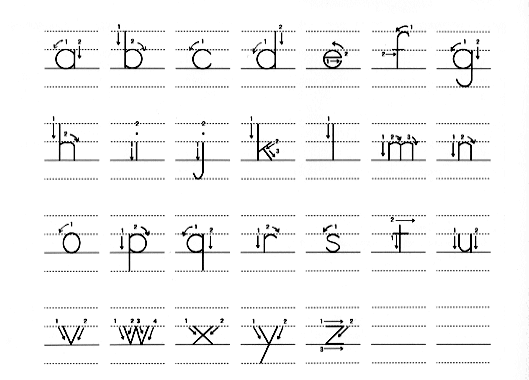 a b c d e f g
h i j k l m n
o p q r s t u
v w x y z